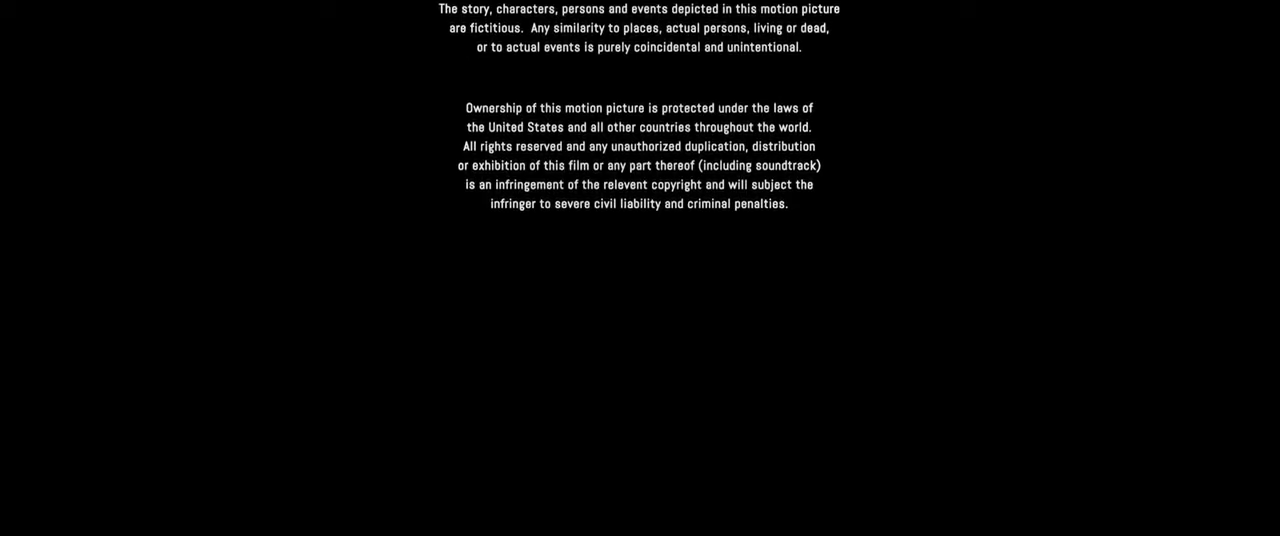 The story, characters, persons and events depicted in this motion picture
are fictitious.  Any similarity to places, actual persons, living or dead,
or to actual events is purely coincidental and unintentional.
Ownership of this motion picture is protected under the laws of
the United States and all other countries throughout the world.
All rights reserved and any unauthorized duplication, distribution
or exhibition of this film or any part thereof (including soundtrack)
is an infringement of the relevent copyright and will subject the
infringer to severe civil liability and criminal penalties.